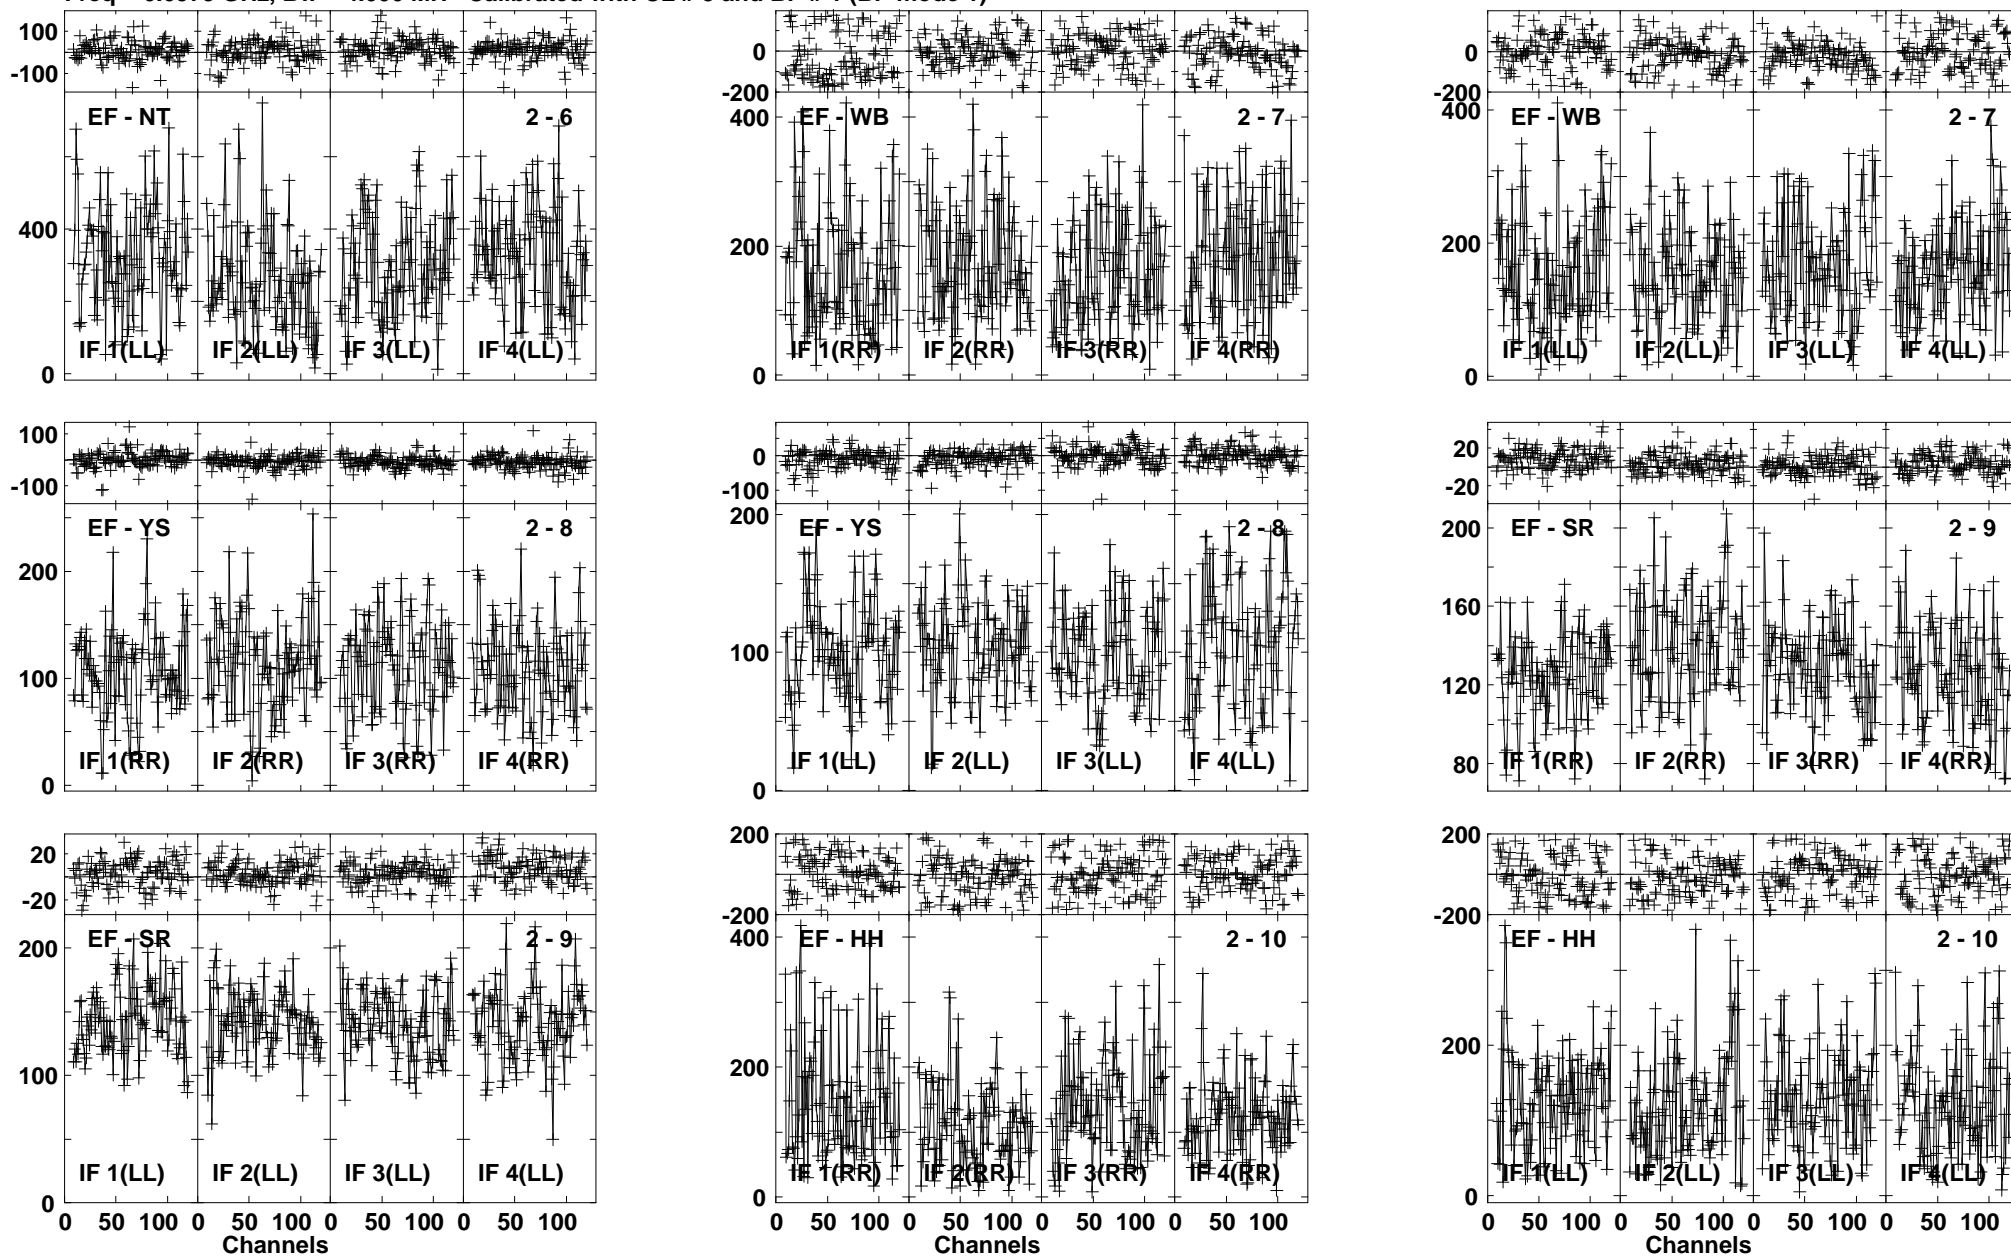 100
-100
EF - NT
2 - 6
400
0
IF 1(LL)
IF 2(LL)
IF 3(LL)
IF 4(LL)
0
-200
400
EF - WB
2 - 7
200
0
IF 1(RR)
IF 2(RR)
IF 3(RR)
IF 4(RR)
0
-200
400
EF - WB
2 - 7
200
0
IF 1(LL)
IF 2(LL)
IF 3(LL)
IF 4(LL)
100
-100
EF - YS
2 - 8
200
100
0
IF 1(RR)
IF 2(RR)
IF 3(RR)
IF 4(RR)
0
-100
200
EF - YS
2 - 8
100
0
IF 1(LL)
IF 2(LL)
IF 3(LL)
IF 4(LL)
20
-20
200
EF - SR
2 - 9
160
120
80
IF 1(RR)
IF 2(RR)
IF 3(RR)
IF 4(RR)
20
-20
200
EF - SR
2 - 9
100
0
IF 1(LL)
IF 2(LL)
IF 3(LL)
IF 4(LL)
0 50 100 0 50 100 0 50 100 0 50 100
Channels
200
-200
400
EF - HH
2 - 10
200
0
IF 1(RR)
IF 2(RR)
IF 3(RR)
IF 4(RR)
0 50 100 0 50 100 0 50 100 0 50 100
Channels
200
-200
EF - HH
2 - 10
200
0
IF 1(LL)
IF 2(LL)
IF 3(LL)
IF 4(LL)
0 50 100 0 50 100 0 50 100 0 50 100
Channels